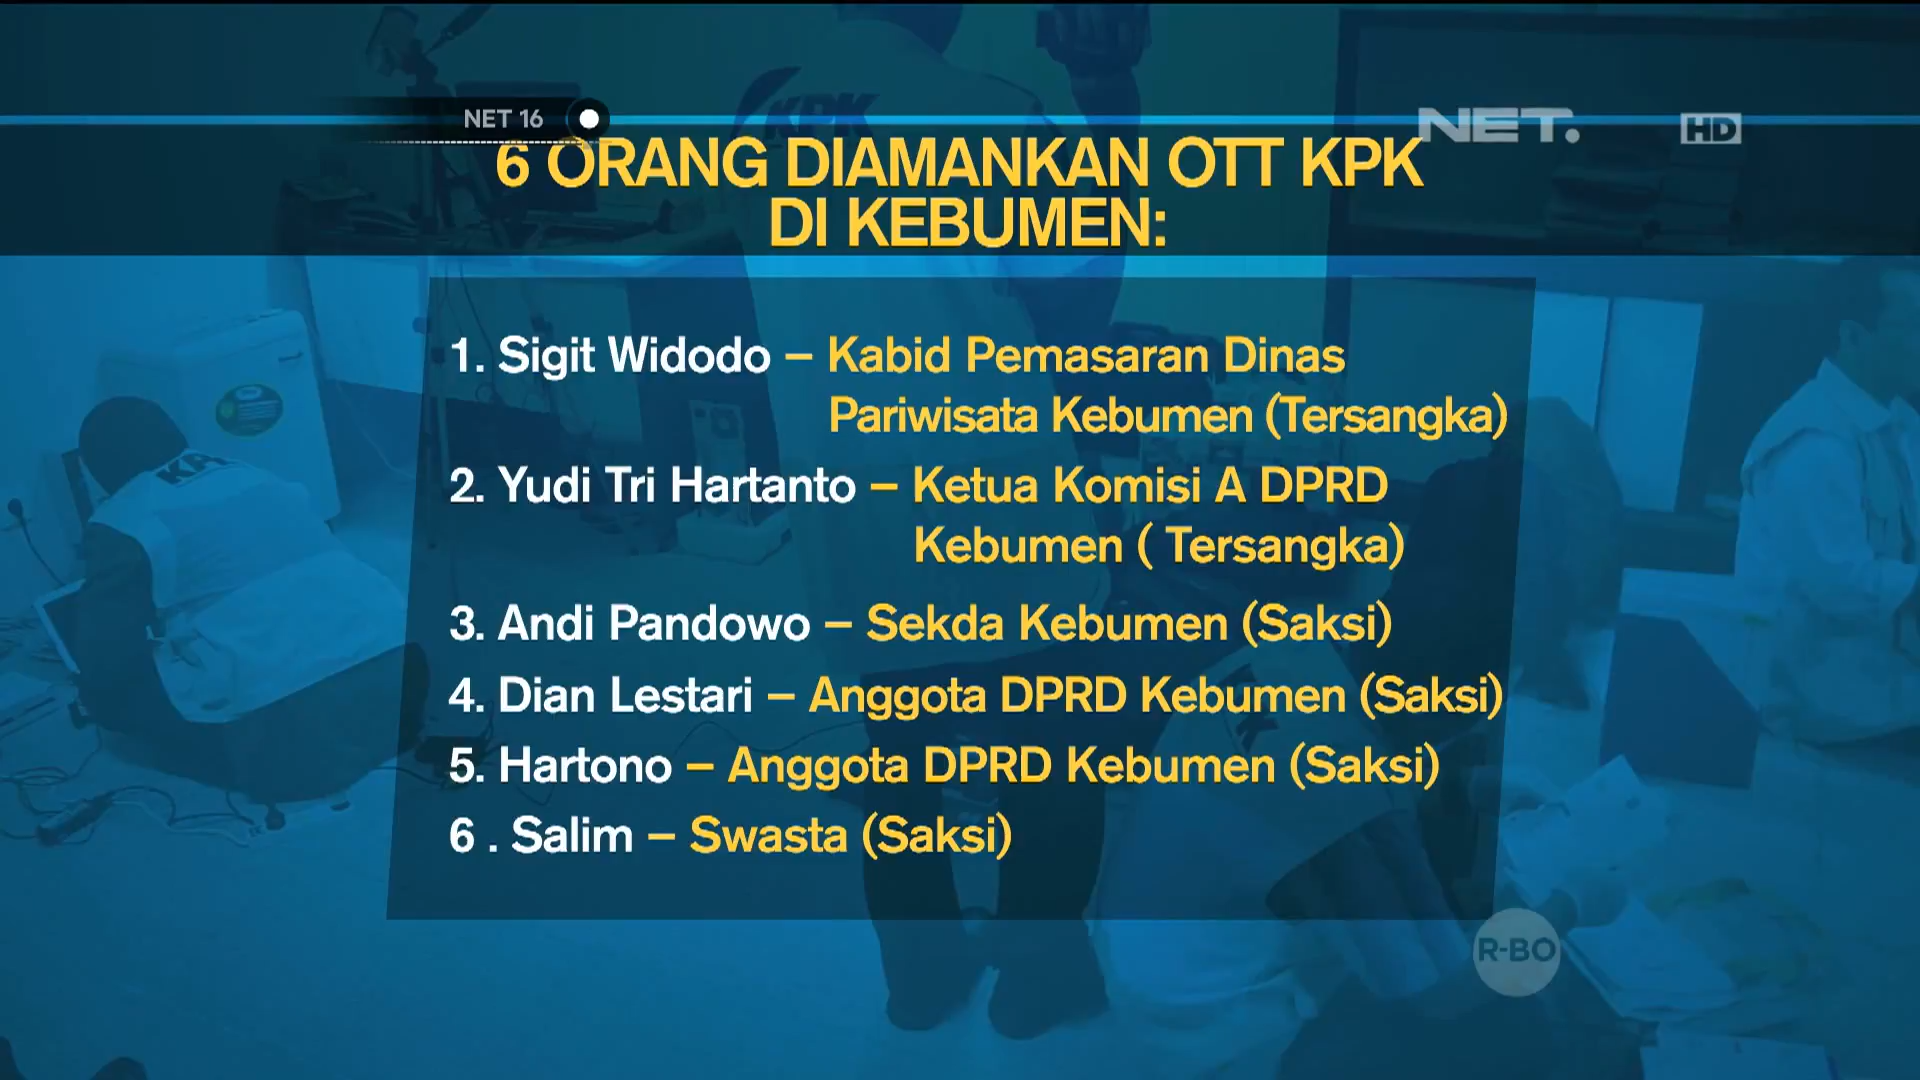 NET 16
NET.
HD
KPK
6 ORANG DIAMANKAN OTT KPK
DI KEBUMEN:
1. Sigit Widodo – Kabid Pemasaran Dinas
Pariwisata Kebumen (Tersangka)
2. Yudi Tri Hartanto – Ketua Komisi A DPRD
Kebumen ( Tersangka)
3. Andi Pandowo – Sekda Kebumen (Saksi)
4. Dian Lestari – Anggota DPRD Kebumen (Saksi)
5. Hartono – Anggota DPRD Kebumen (Saksi)
6 . Salim – Swasta (Saksi)
R-BO